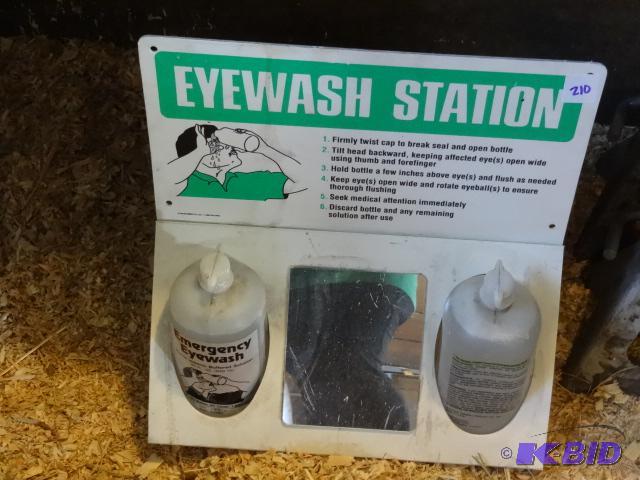 EYEWASH STATION
210
1. Firmly twist cap to break seal and open bottle
2. Tilt head backward, keeping affected eye(s) open wide
using thumb and forefinger
3. Hold bottle a few inches above eye(s) and flush as needed
4. Keep eye(s) open wide and rotate eyeball(s) to ensure
thorough flushing
5. Seek medical attention immediately
6. Discard bottle and any remaining
solution after use
Emergency
Eyewash
Buffered Solution
© K-BID